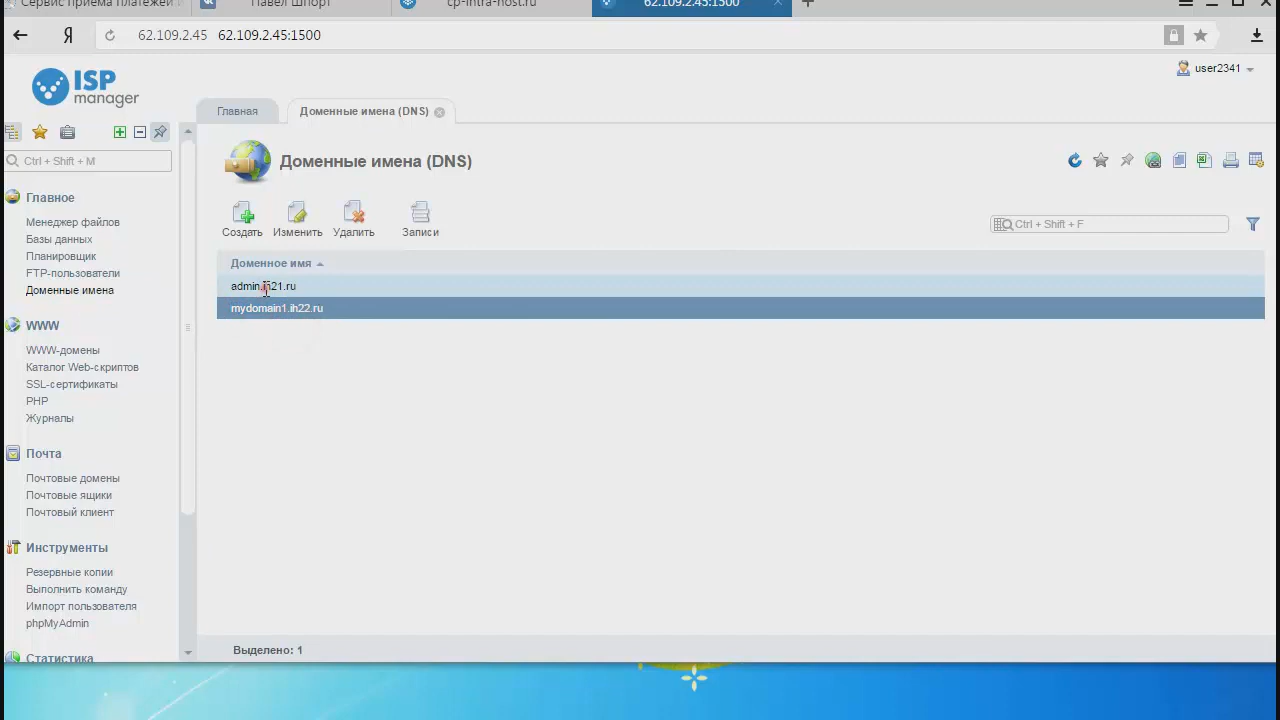 Сервис приема платежей
Павел Шпорт
cp-intra-host.ru
62.109.2.45:1500
Я
62.109.2.45 62.109.2.45:1500
user2341
ISP
manager
Главная
Доменные имена (DNS)
Ctrl + Shift + M
Доменные имена (DNS)
Главное
Менеджер файлов
Базы данных
Планировщик
FTP-пользователи
Доменные имена
Создать
Изменить
Удалить
Записи
Ctrl + Shift + F
Доменное имя
admin.ih21.ru
mydomain1.ih22.ru
WWW
WWW-домены
Каталог Web-скриптов
SSL-сертификаты
PHP
Журналы
Почта
Почтовые домены
Почтовые ящики
Почтовый клиент
Инструменты
Резервные копии
Выполнить команду
Импорт пользователя
phpMyAdmin
Статистика
Выделено: 1